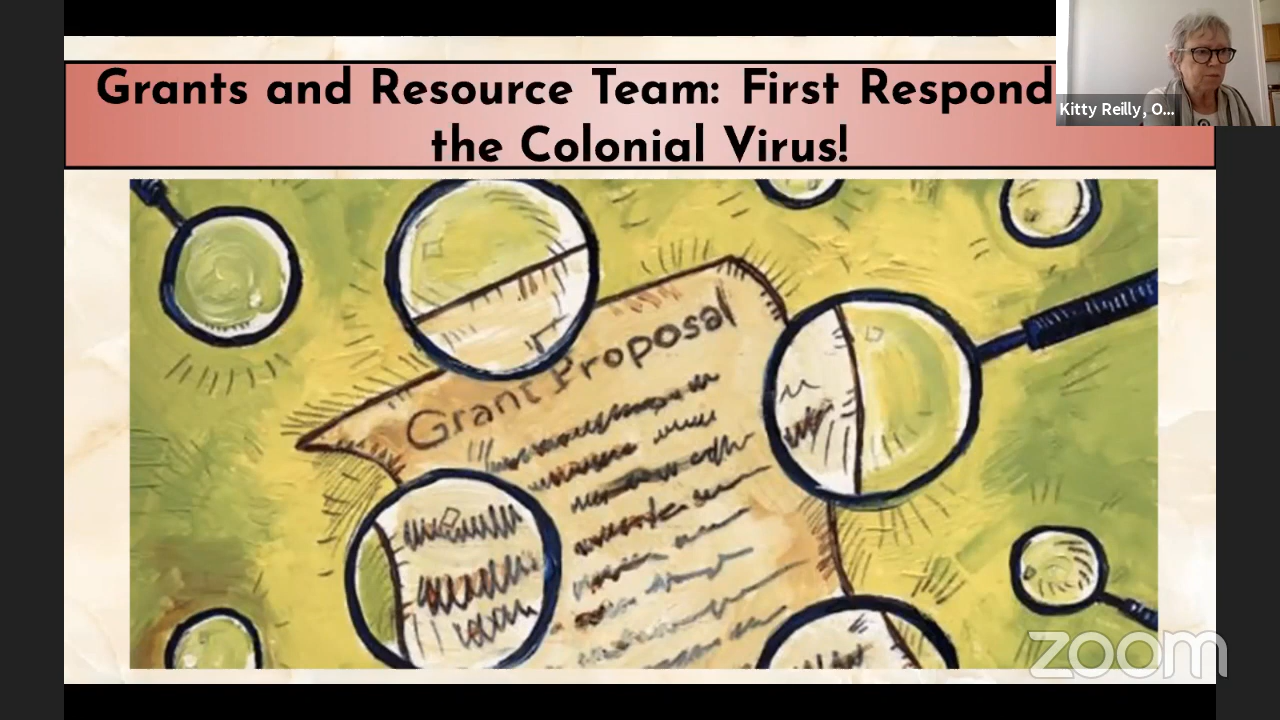 Grants and Resource Team: First Respond
the Colonial Virus!
Kitty Reilly, O...
Grant Proposal
zoom